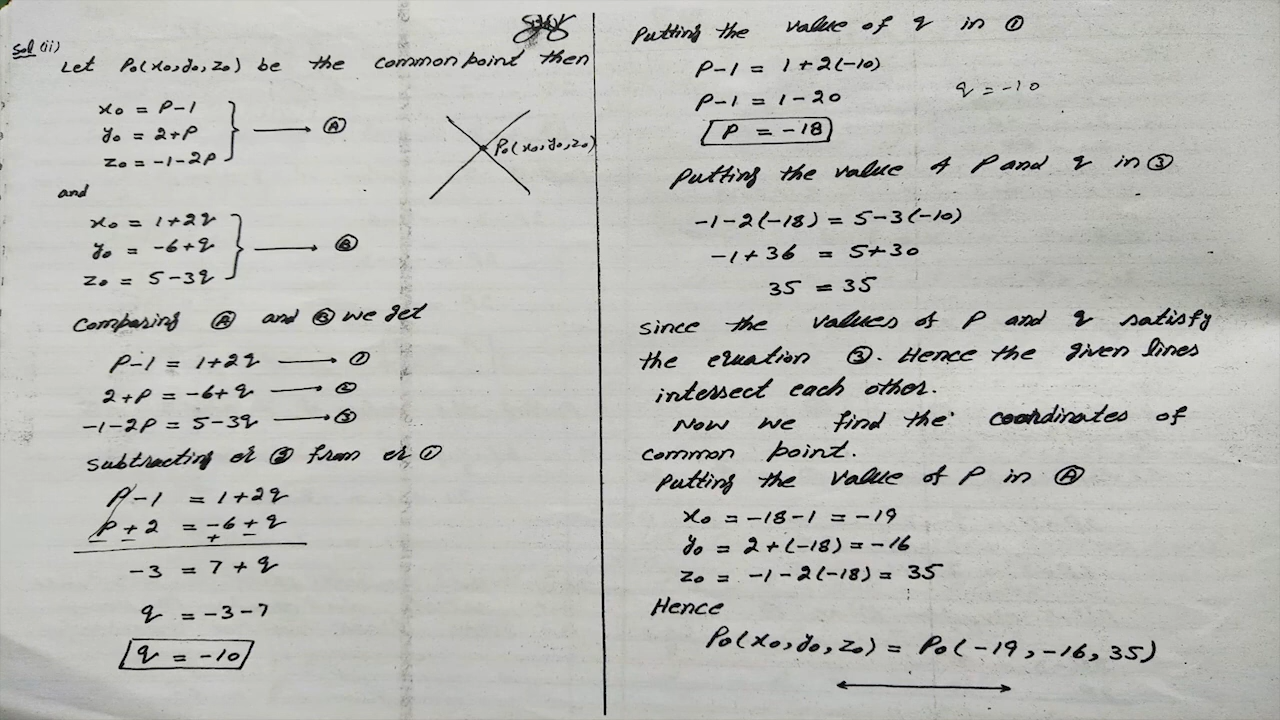 Sol (ii)
Let P₀(x₀,y₀,z₀) be the common point then
x₀ = P-1
y₀ = 2+P
z₀ = -1-2P
Ⓐ
P₀(x₀,y₀,z₀)
and
x₀ = 1+2q
y₀ = -6+q
z₀ = 5-3q
Ⓑ
Comparing Ⓐ and Ⓑ we get
P-1 = 1+2q → ①
2+P = -6+q → ②
-1-2P = 5-3q → ③
Subtracting er ② from er ①
P-1 = 1+2q
P+2 = -6+q
- - + -
-3 = 7+q
q = -3-7
q = -10
Putting the value of q in ①
P-1 = 1+2(-10)
P-1 = 1-20
q = -10
P = -18
Putting the value of P and q in ③
-1-2(-18) = 5-3(-10)
-1+36 = 5+30
35 = 35
Since the values of P and q satisfy
the equation ③. Hence the given lines
intersect each other.
Now we find the coordinates of
common point.
Putting the value of P in Ⓐ
x₀ = -18-1 = -19
y₀ = 2+(-18) = -16
z₀ = -1-2(-18) = 35
Hence
P₀(x₀,y₀,z₀) = P₀(-19,-16,35)